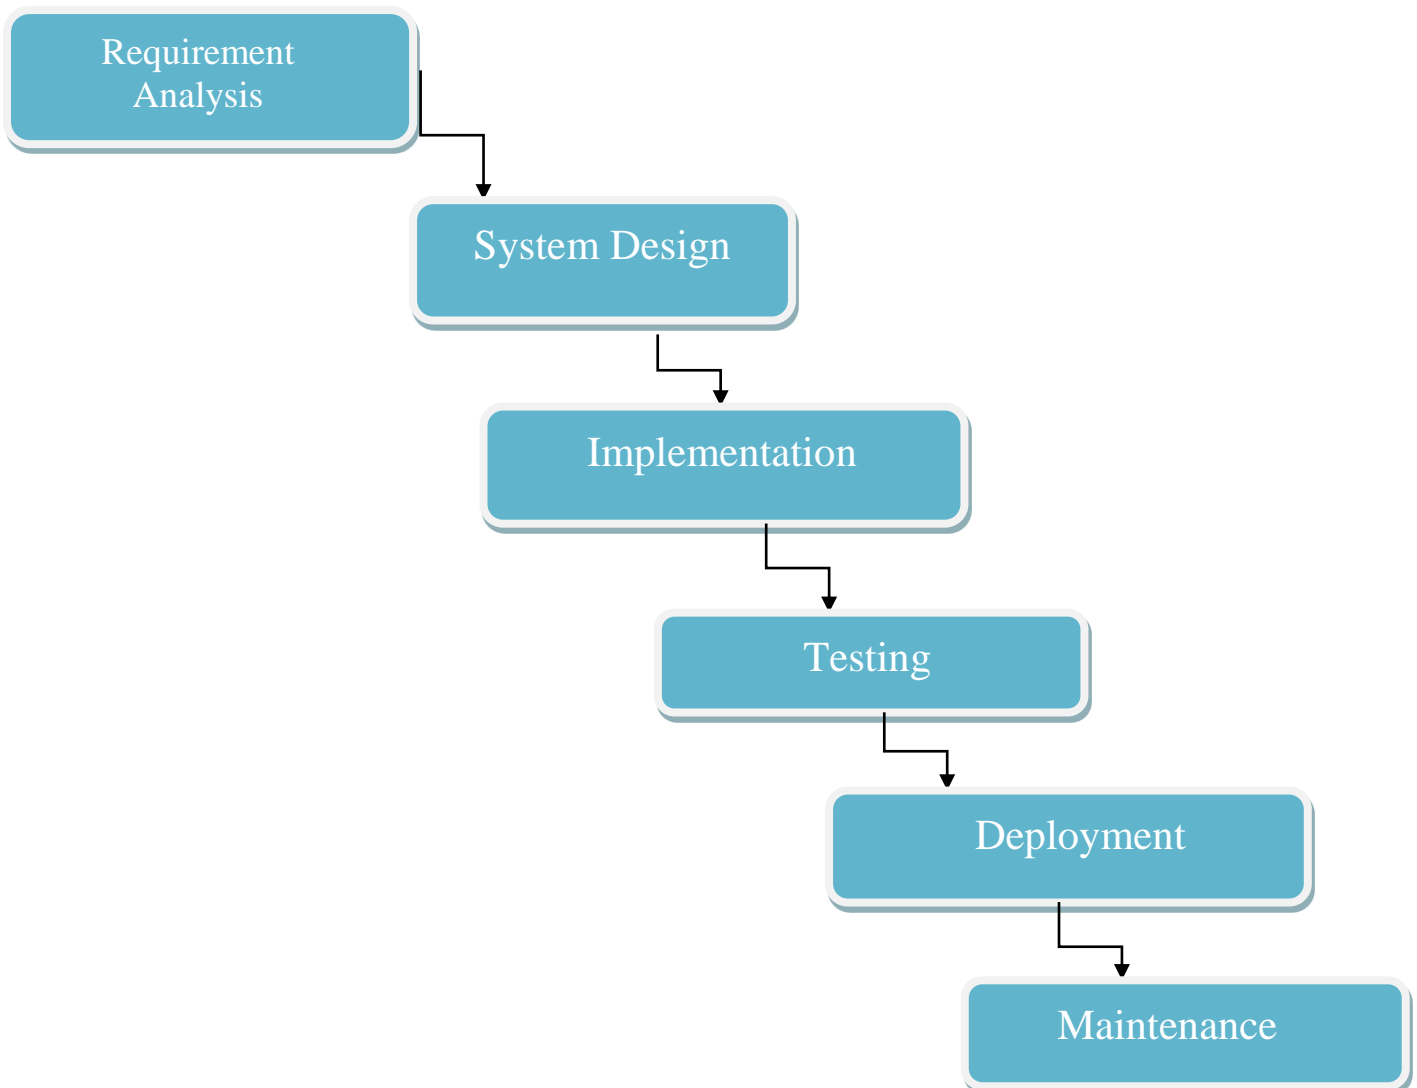 Requirement
Analysis
System Design
Implementation
Testing
Deployment
Maintenance